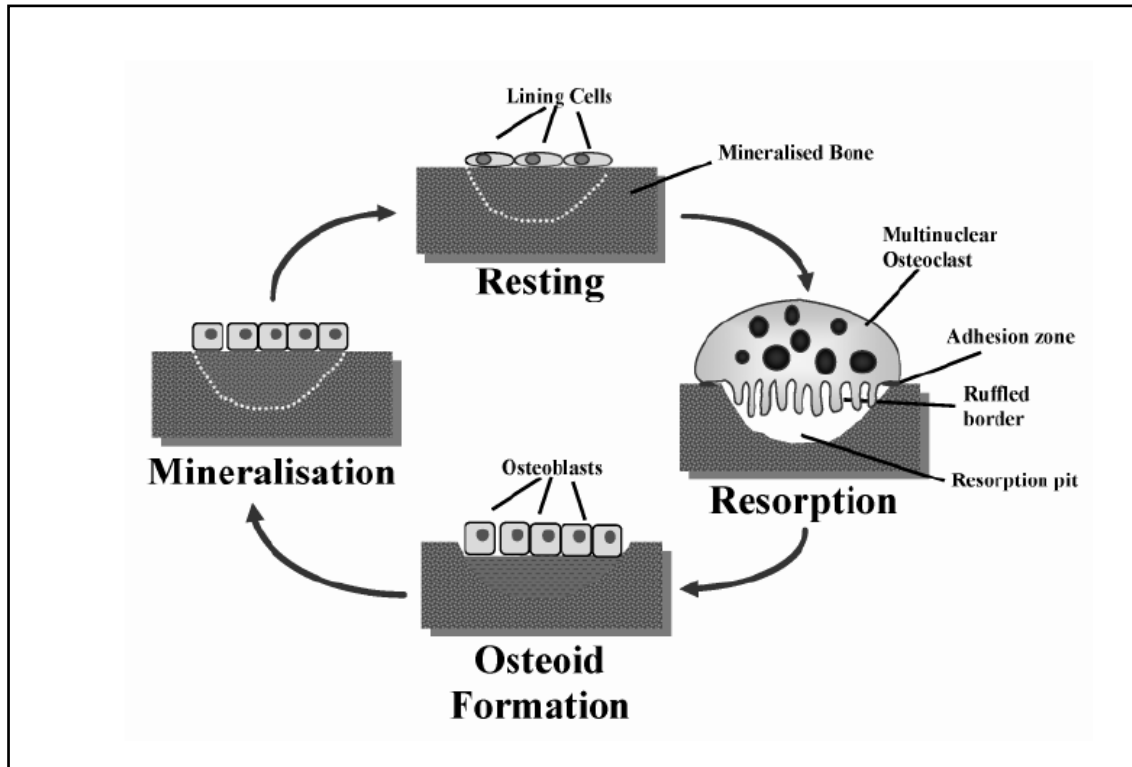 Lining Cells
Mineralised Bone
Resting
Multinuclear
Osteoclast
Adhesion zone
Ruffled
border
Resorption pit
Resorption
Mineralisation
Osteoblasts
Osteoid
Formation